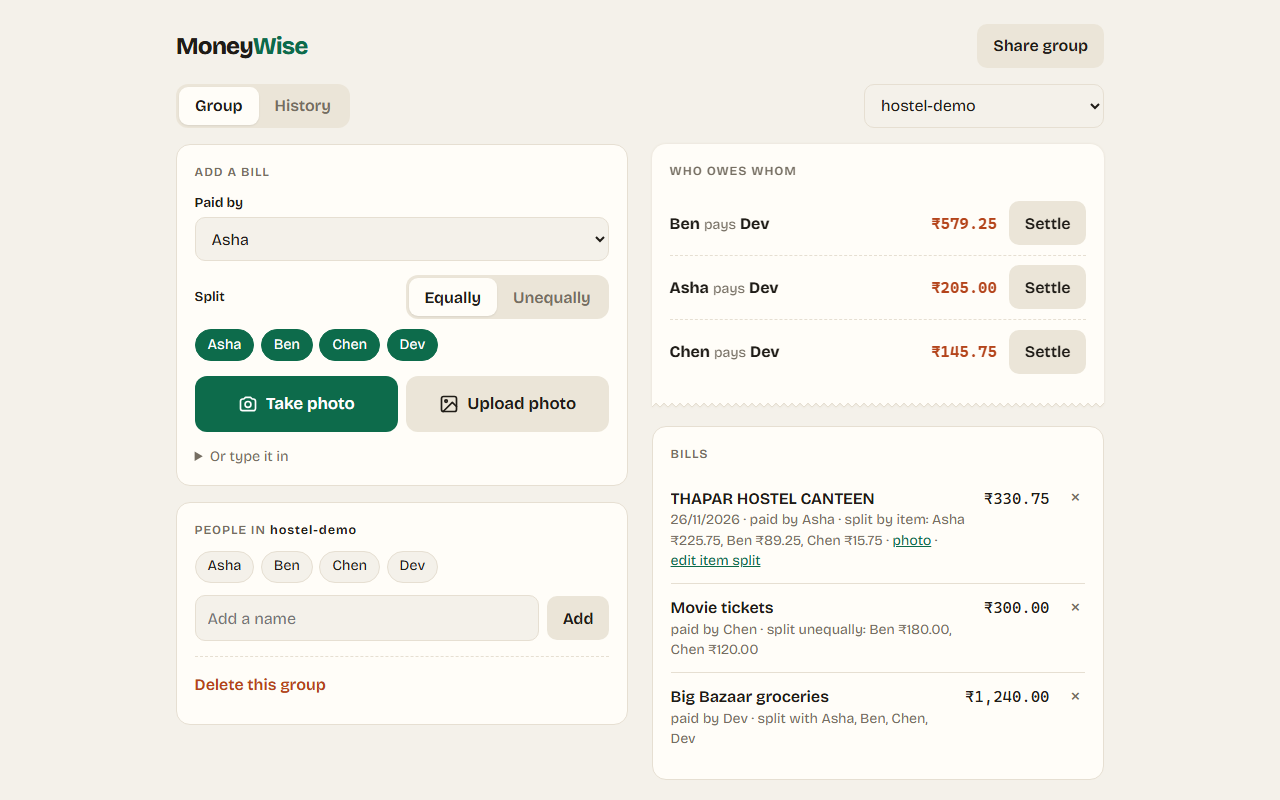 MoneyWise
Share group
Group
History
hostel-demo
ADD A BILL
Paid by
Asha
Split
Equally
Unequally
Asha
Ben
Chen
Dev
Take photo
Upload photo
Or type it in
PEOPLE IN hostel-demo
Asha
Ben
Chen
Dev
Add a name
Add
Delete this group
WHO OWES WHOM
Ben pays Dev
₹579.25
Settle
Asha pays Dev
₹205.00
Settle
Chen pays Dev
₹145.75
Settle
BILLS
THAPAR HOSTEL CANTEEN
₹330.75
×
26/11/2026 · paid by Asha · split by item: Asha
₹225.75, Ben ₹89.25, Chen ₹15.75 · photo ·
edit item split
Movie tickets
₹300.00
×
paid by Chen · split unequally: Ben ₹180.00,
Chen ₹120.00
Big Bazaar groceries
₹1,240.00
×
paid by Dev · split with Asha, Ben, Chen,
Dev